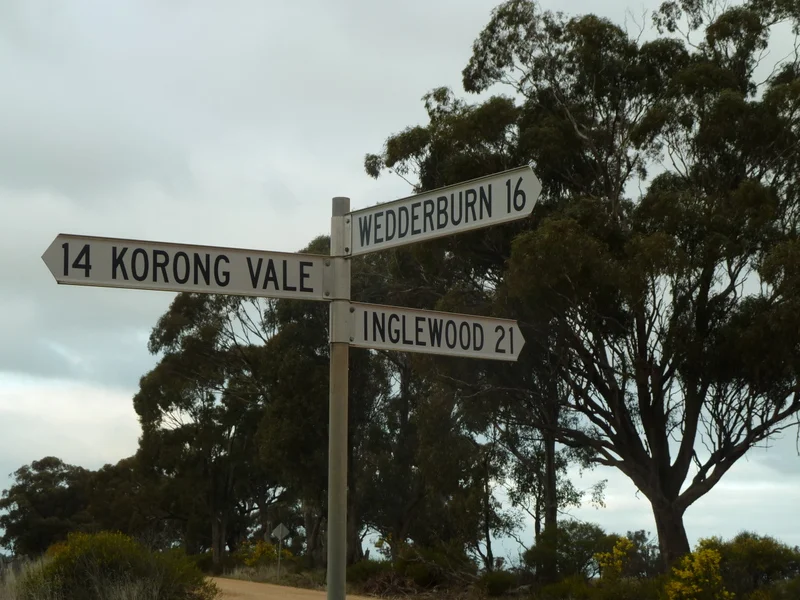 WEDDERBURN 16
14 KORONG VALE
INGLEWOOD 21